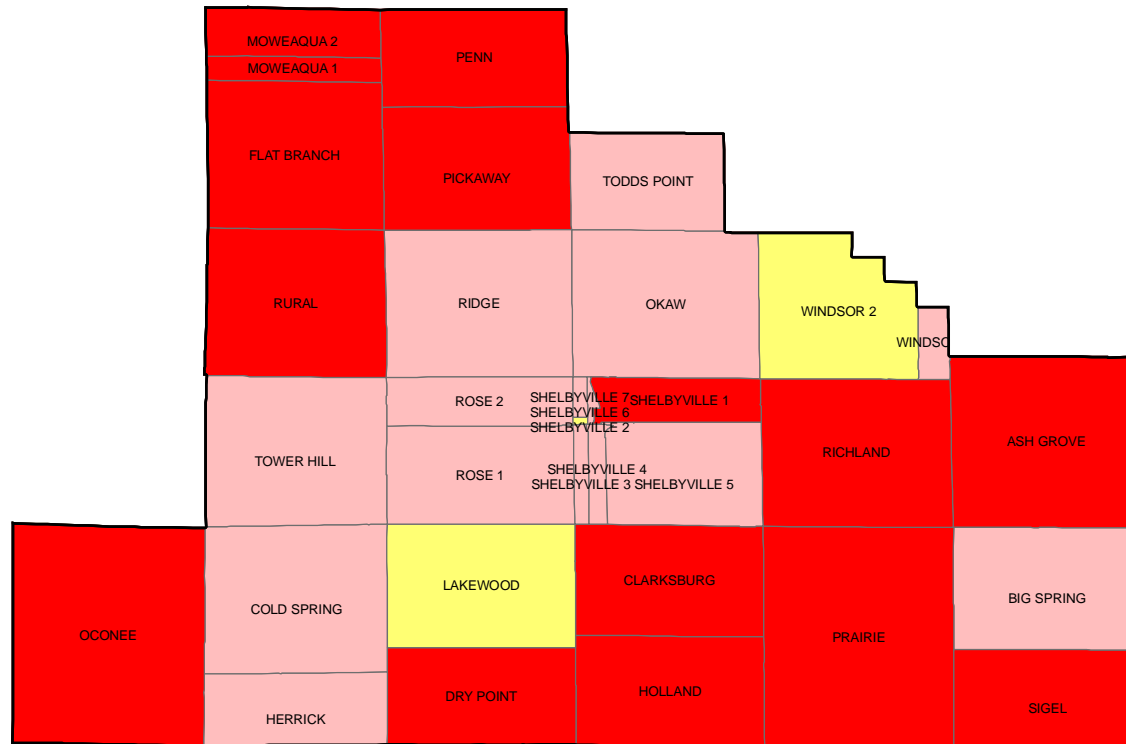 MOWEAQUA 2
PENN
MOWEAQUA 1
FLAT BRANCH
PICKAWAY
TODDS POINT
RURAL
RIDGE
OKAW
WINDSOR 2
WINDSO
SHELBYVILLE 7
ROSE 2
SHELBYVILLE 1
SHELBYVILLE 6
SHELBYVILLE 2
ASH GROVE
RICHLAND
TOWER HILL
ROSE 1
SHELBYVILLE 4
SHELBYVILLE 3
SHELBYVILLE 5
CLARKSBURG
LAKEWOOD
BIG SPRING
COLD SPRING
OCONEE
PRAIRIE
HOLLAND
DRY POINT
SIGEL
HERRICK